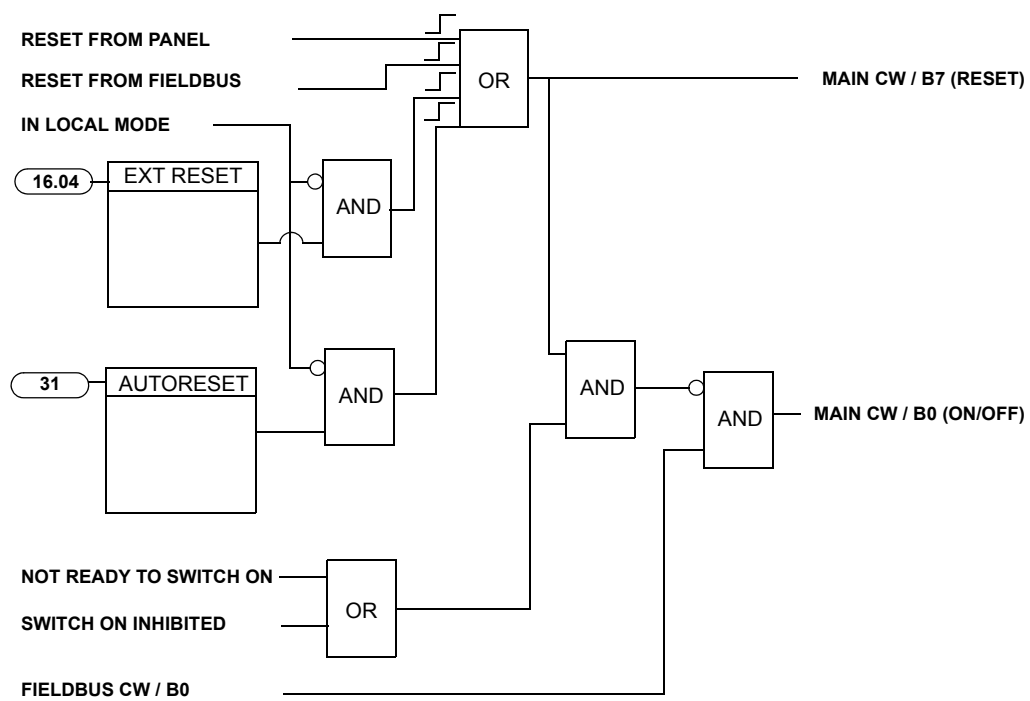 RESET FROM PANEL
RESET FROM FIELDBUS
OR
MAIN CW / B7 (RESET)
IN LOCAL MODE
16.04
EXT RESET
AND
31
AUTORESET
AND
AND
AND
MAIN CW / B0 (ON/OFF)
NOT READY TO SWITCH ON
OR
SWITCH ON INHIBITED
FIELDBUS CW / B0